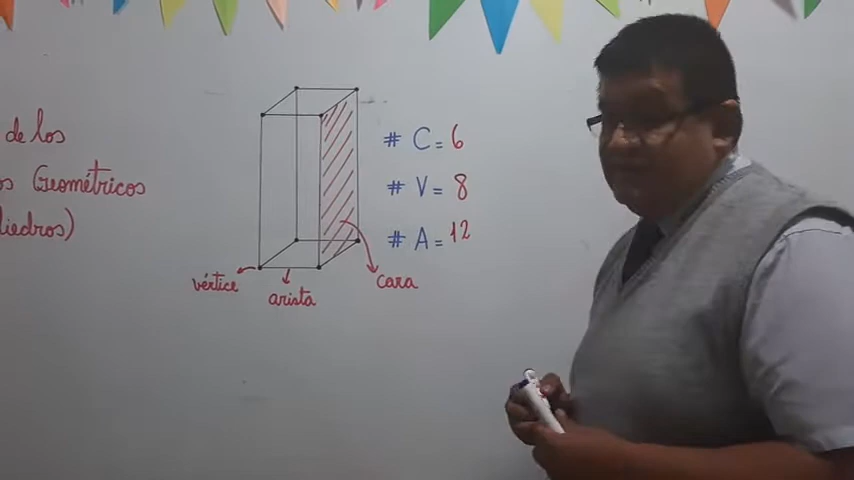 de los
Geométricos
# C = 6
# V = 8
# A = 12
vértice
arista
cara